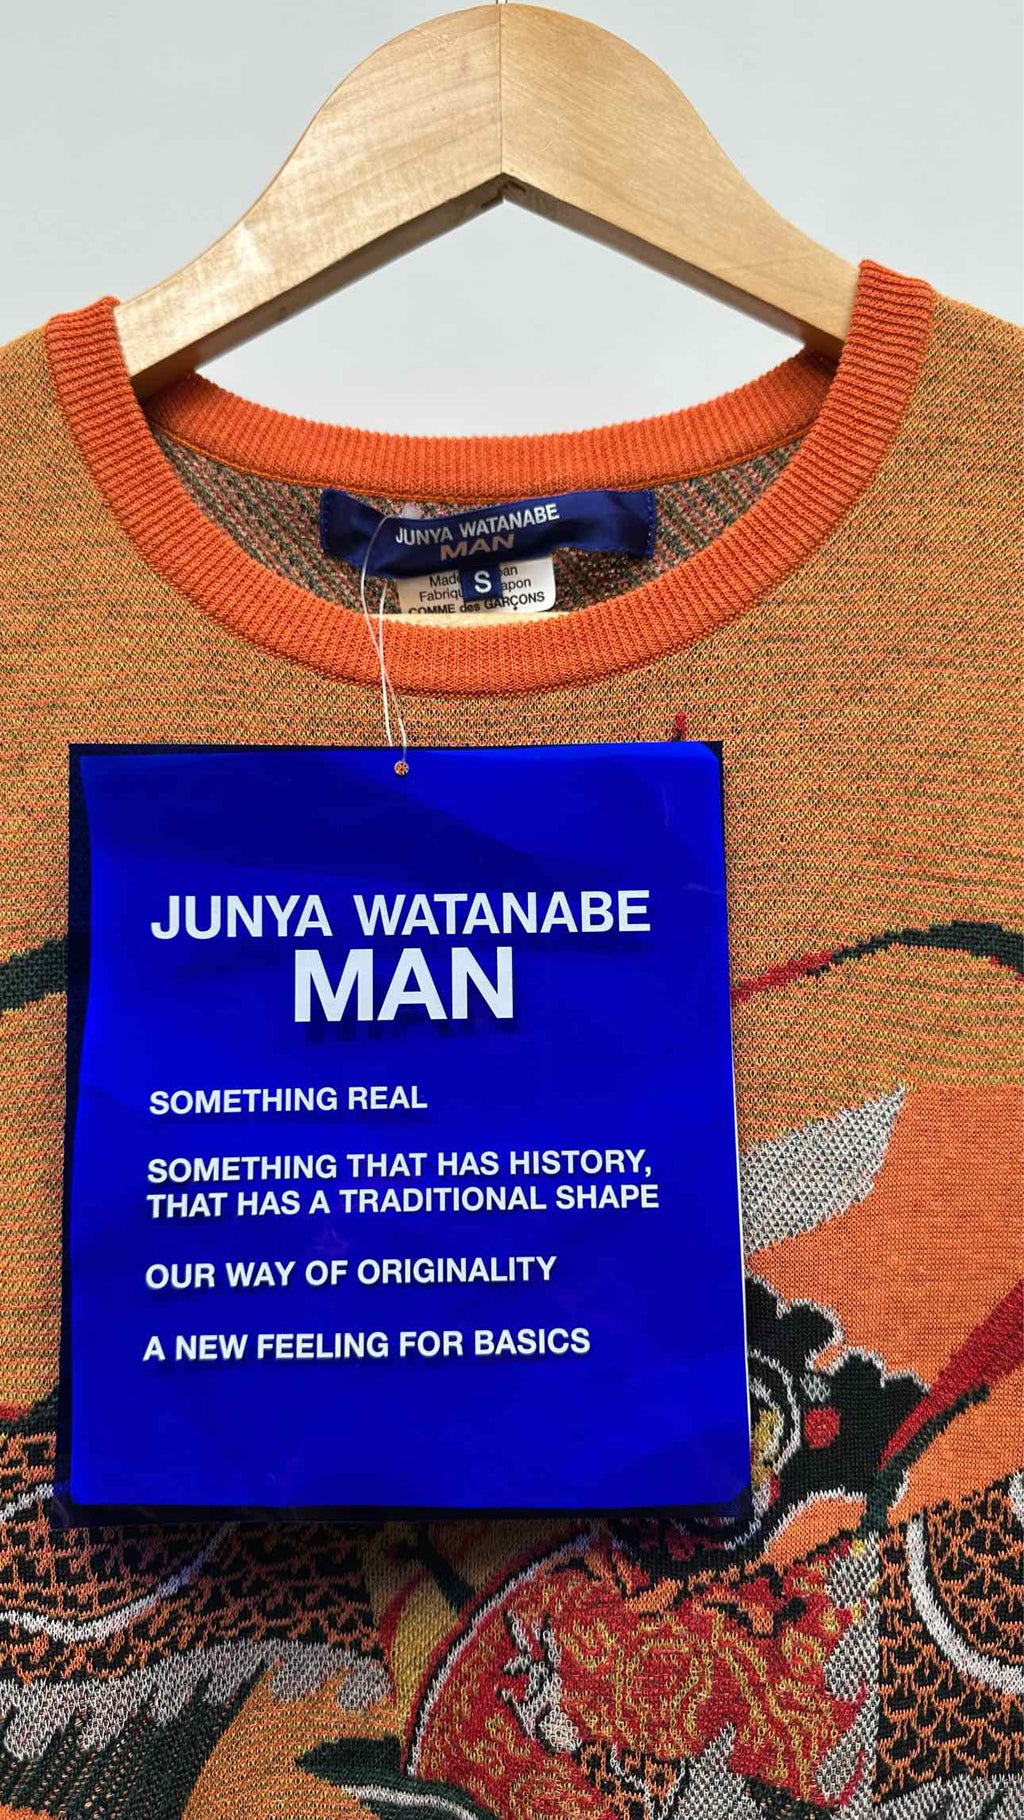 JUNYA WATANABE
MAN
S
COMME des GARÇONS
JUNYA WATANABE
MAN
SOMETHING REAL
SOMETHING THAT HAS HISTORY,
THAT HAS A TRADITIONAL SHAPE
OUR WAY OF ORIGINALITY
A NEW FEELING FOR BASICS